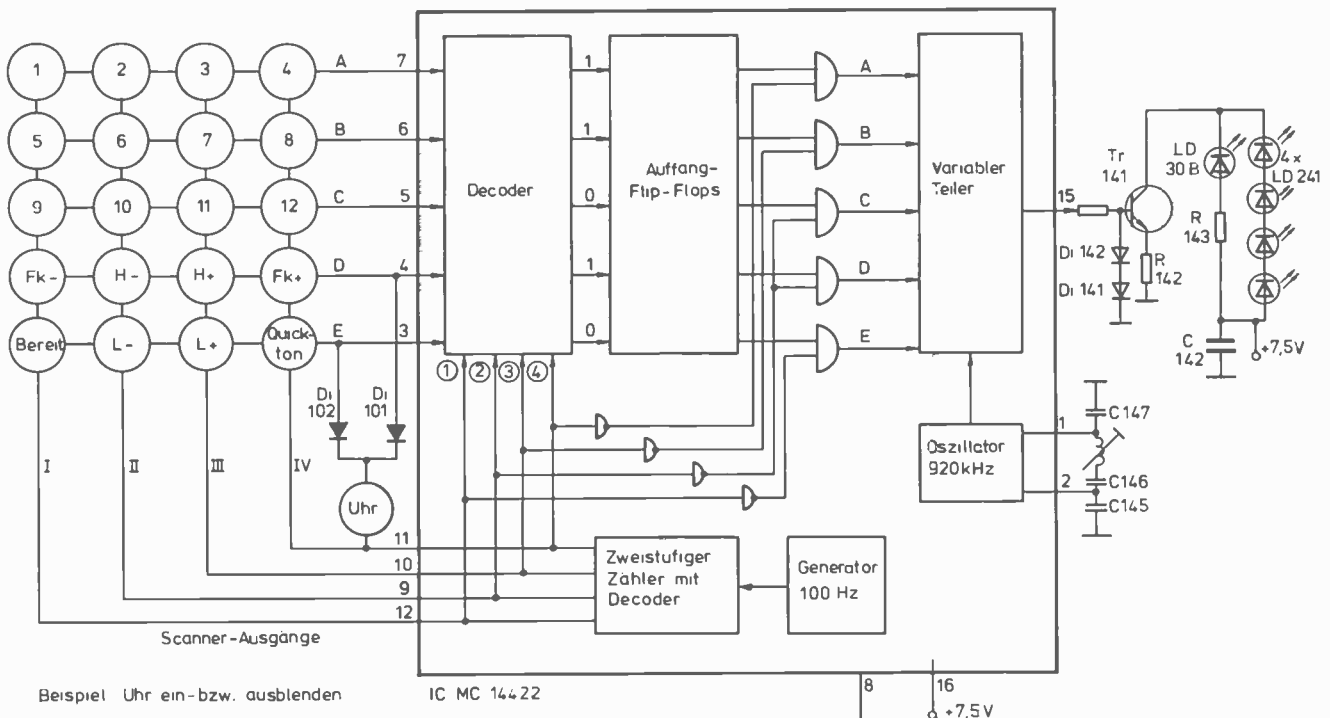 1 2 3 4 A 7
5 6 7 8 B 6
9 10 11 12 C 5
Fk- H- H+ Fk+ D 4
Bereit L- L+ Quick-
ton E 3
Di
102
Di
101
I II III IV
Uhr
11
10
9
12
Scanner-Ausgänge
Beispiel Uhr ein-bzw. ausblenden
Decoder
1
1
0
1
0
① ② ③ ④
Auffang-
Flip-Flops
A
B
C
D
E
Variabler
Teiler
Oszillator
920kHz
Zweistufiger
Zähler mit
Decoder
Generator
100 Hz
IC MC 14422
8
16
+7,5V
15
Tr
141
Di 142
Di 141
R
142
LD
30 B
R
143
4x
LD 241
C
142
+7,5V
1
2
C147
C146
C145